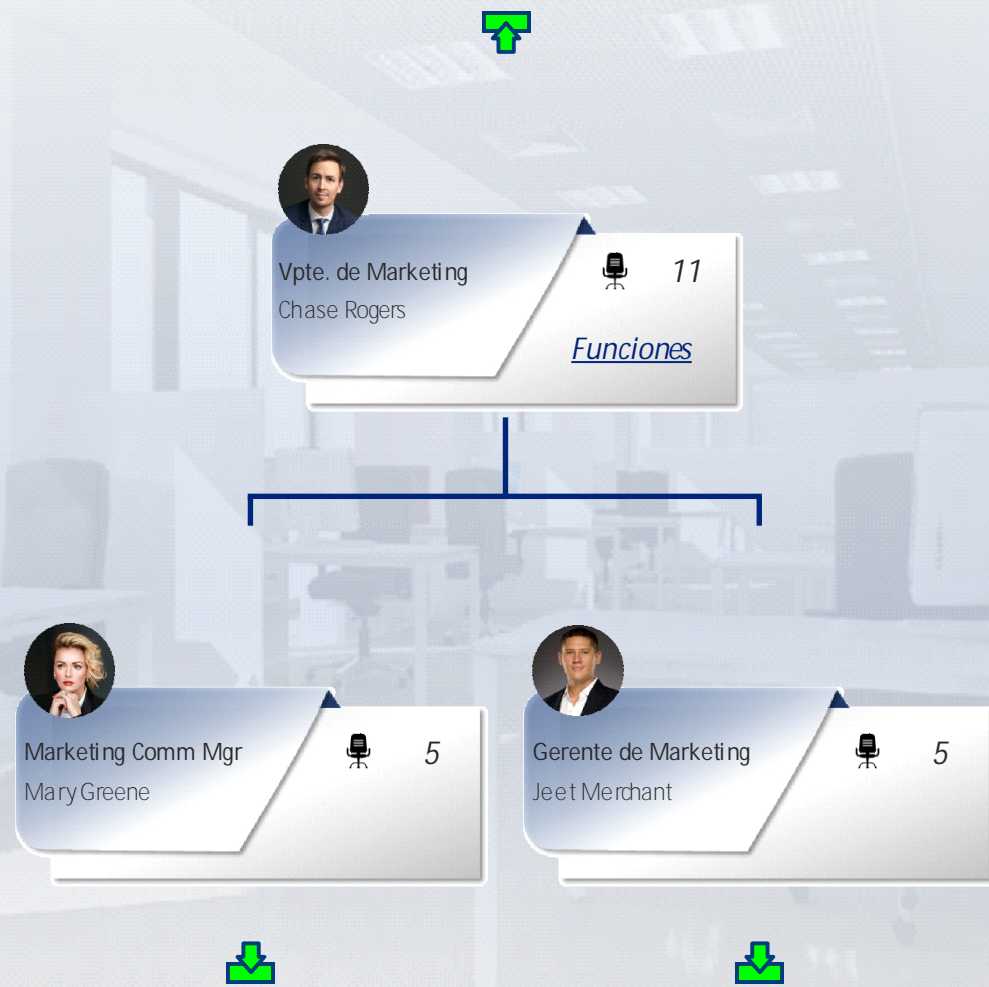 Vpte. de Marketing
Chase Rogers
11
Funciones
Marketing Comm Mgr
Mary Greene
5
Gerente de Marketing
Jeet Merchant
5